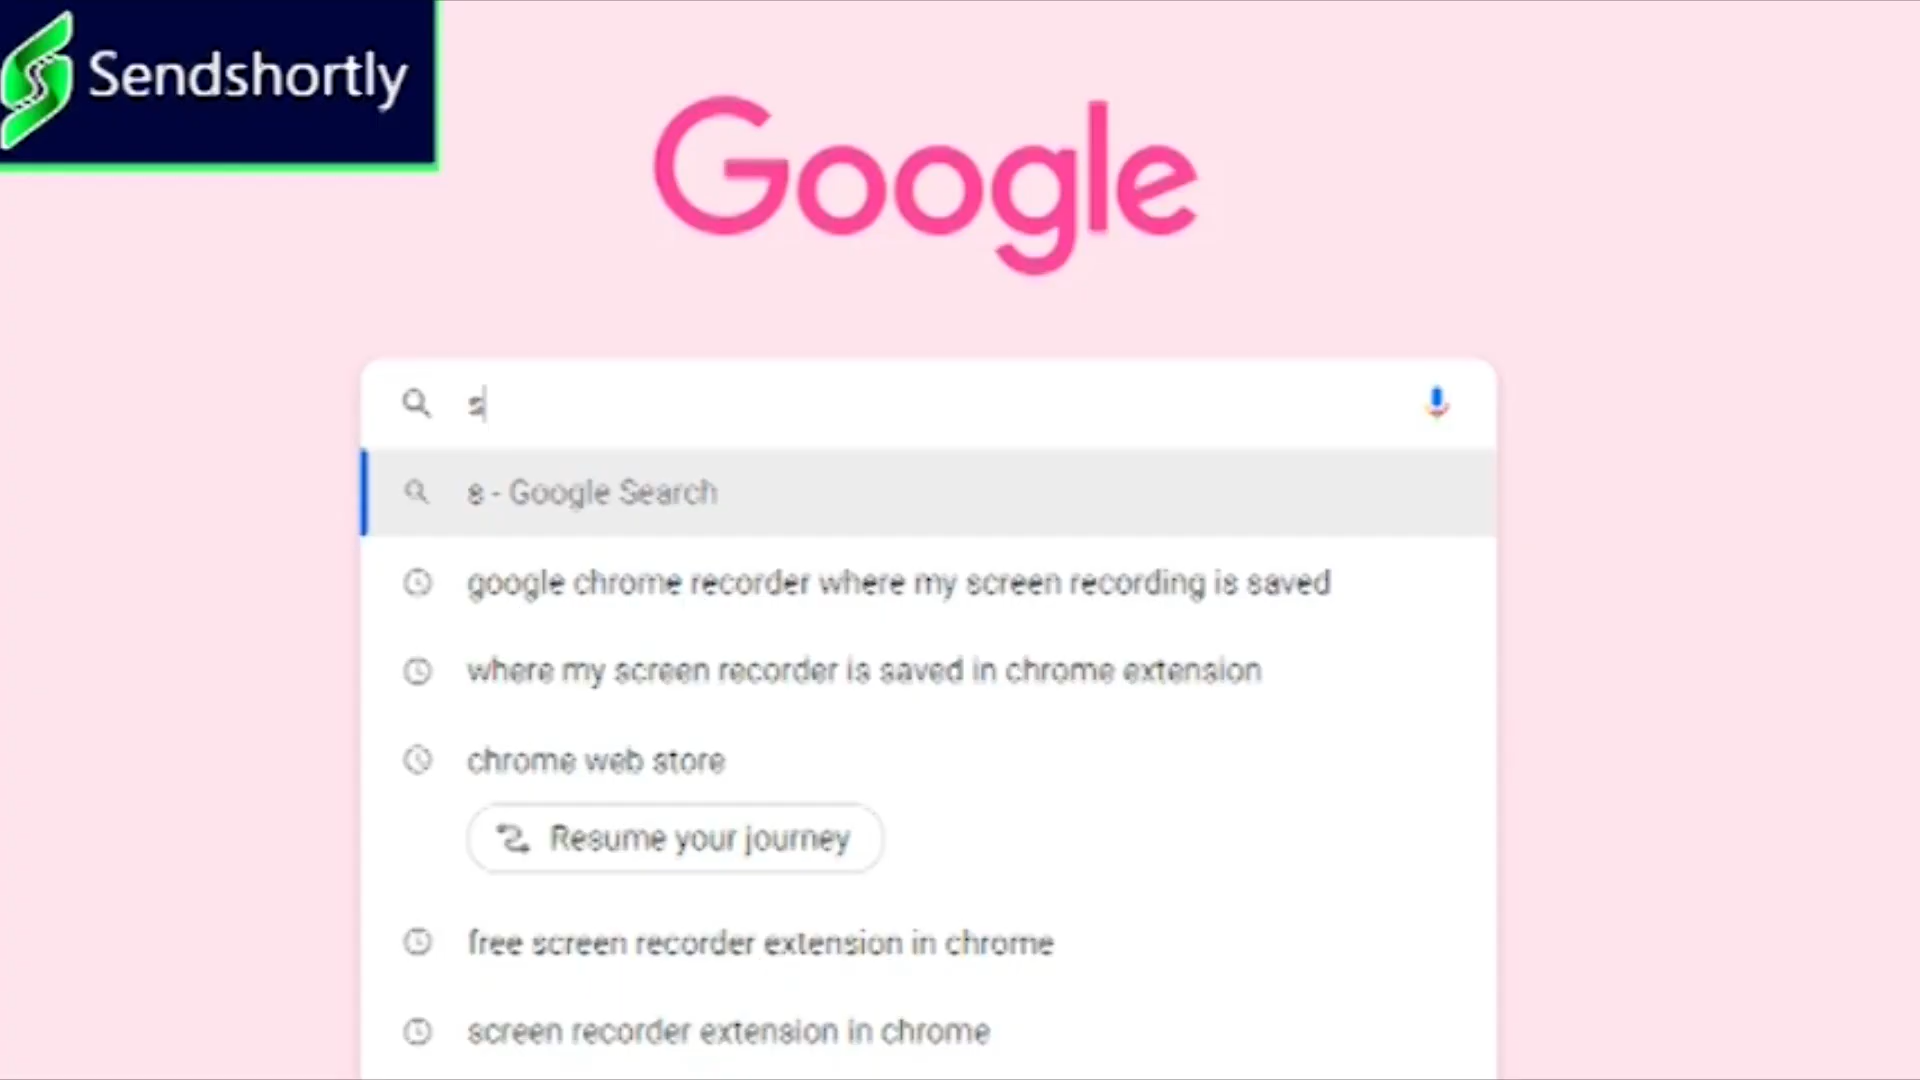 Sendshortly
Google
s
s - Google Search
google chrome recorder where my screen recording is saved
where my screen recorder is saved in chrome extension
chrome web store
Resume your journey
free screen recorder extension in chrome
screen recorder extension in chrome